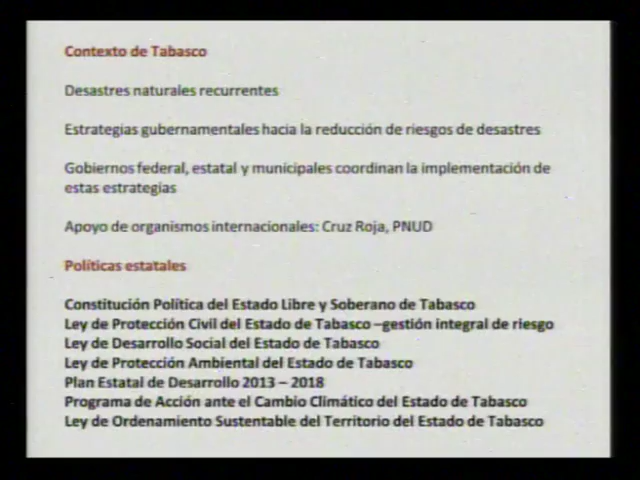 Contexto de Tabasco
Desastres naturales recurrentes
Estrategias gubernamentales hacia la reducción de riesgos de desastres
Gobiernos federal, estatal y municipales coordinan la implementación de
estas estrategias
Apoyo de organismos internacionales: Cruz Roja, PNUD
Políticas estatales
Constitución Política del Estado Libre y Soberano de Tabasco
Ley de Protección Civil del Estado de Tabasco –gestión integral de riesgo
Ley de Desarrollo Social del Estado de Tabasco
Ley de Protección Ambiental del Estado de Tabasco
Plan Estatal de Desarrollo 2013 – 2018
Programa de Acción ante el Cambio Climático del Estado de Tabasco
Ley de Ordenamiento Sustentable del Territorio del Estado de Tabasco